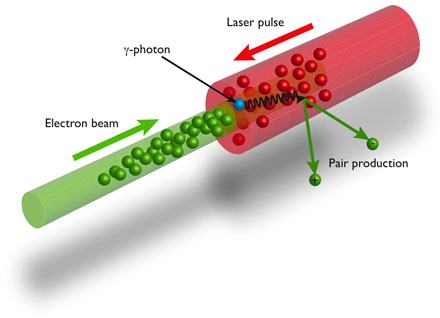 Laser pulse
γ-photon
Electron beam
Pair production
-
+